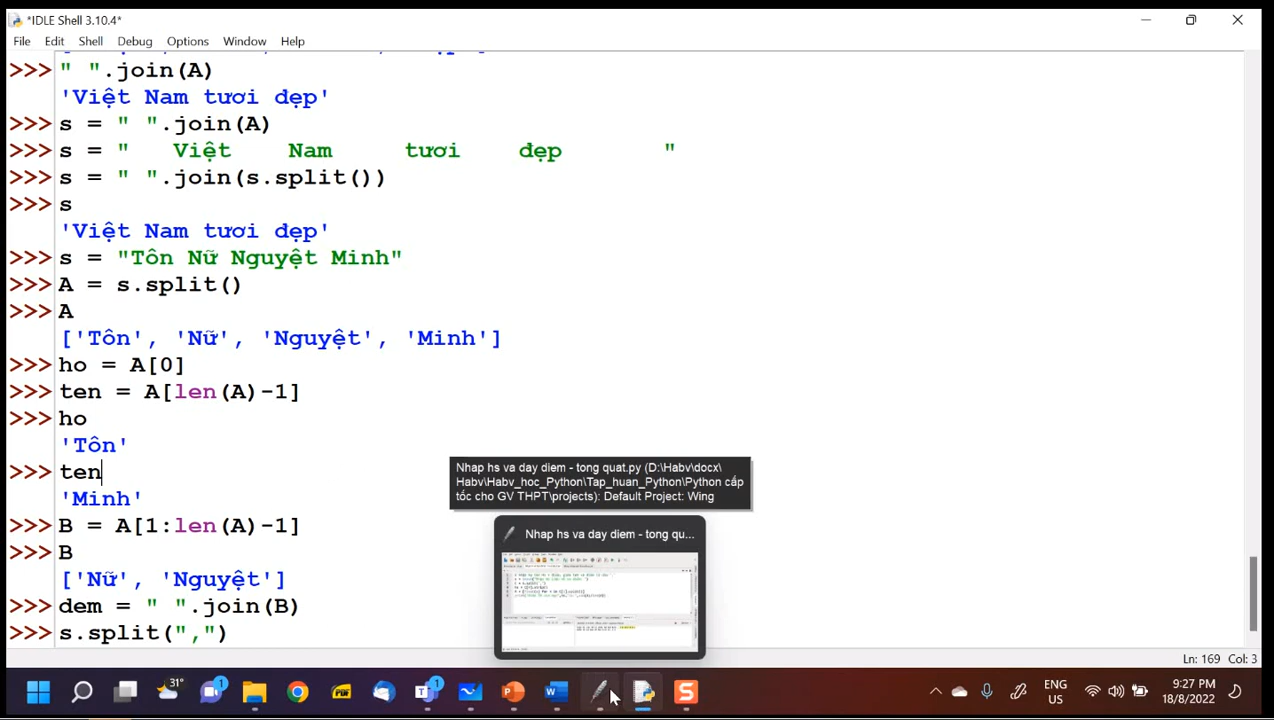 *IDLE Shell 3.10.4*
File Edit Shell Debug Options Window Help
>>> " ".join(A)
'Việt Nam tươi đẹp'
>>> s = " ".join(A)
>>> s = "   Việt    Nam     tươi    đẹp       "
>>> s = " ".join(s.split())
>>> s
'Việt Nam tươi đẹp'
>>> s = "Tôn Nữ Nguyệt Minh"
>>> A = s.split()
>>> A
['Tôn', 'Nữ', 'Nguyệt', 'Minh']
>>> ho = A[0]
>>> ten = A[len(A)-1]
>>> ho
'Tôn'
>>> ten
'Minh'
>>> B = A[1:len(A)-1]
>>> B
['Nữ', 'Nguyệt']
>>> dem = " ".join(B)
>>> s.split(",")
Nhap hs va day diem - tong quat.py (D:\Habv\docx\
Habv\Habv_hoc_Python\Tap_huan_Python\Python cấp
tốc cho GV THPT\projects): Default Project: Wing
Nhap hs va day diem - tong qu...
Ln: 169 Col: 3
31°
1
PDF
1
ENG
US
9:27 PM
18/8/2022